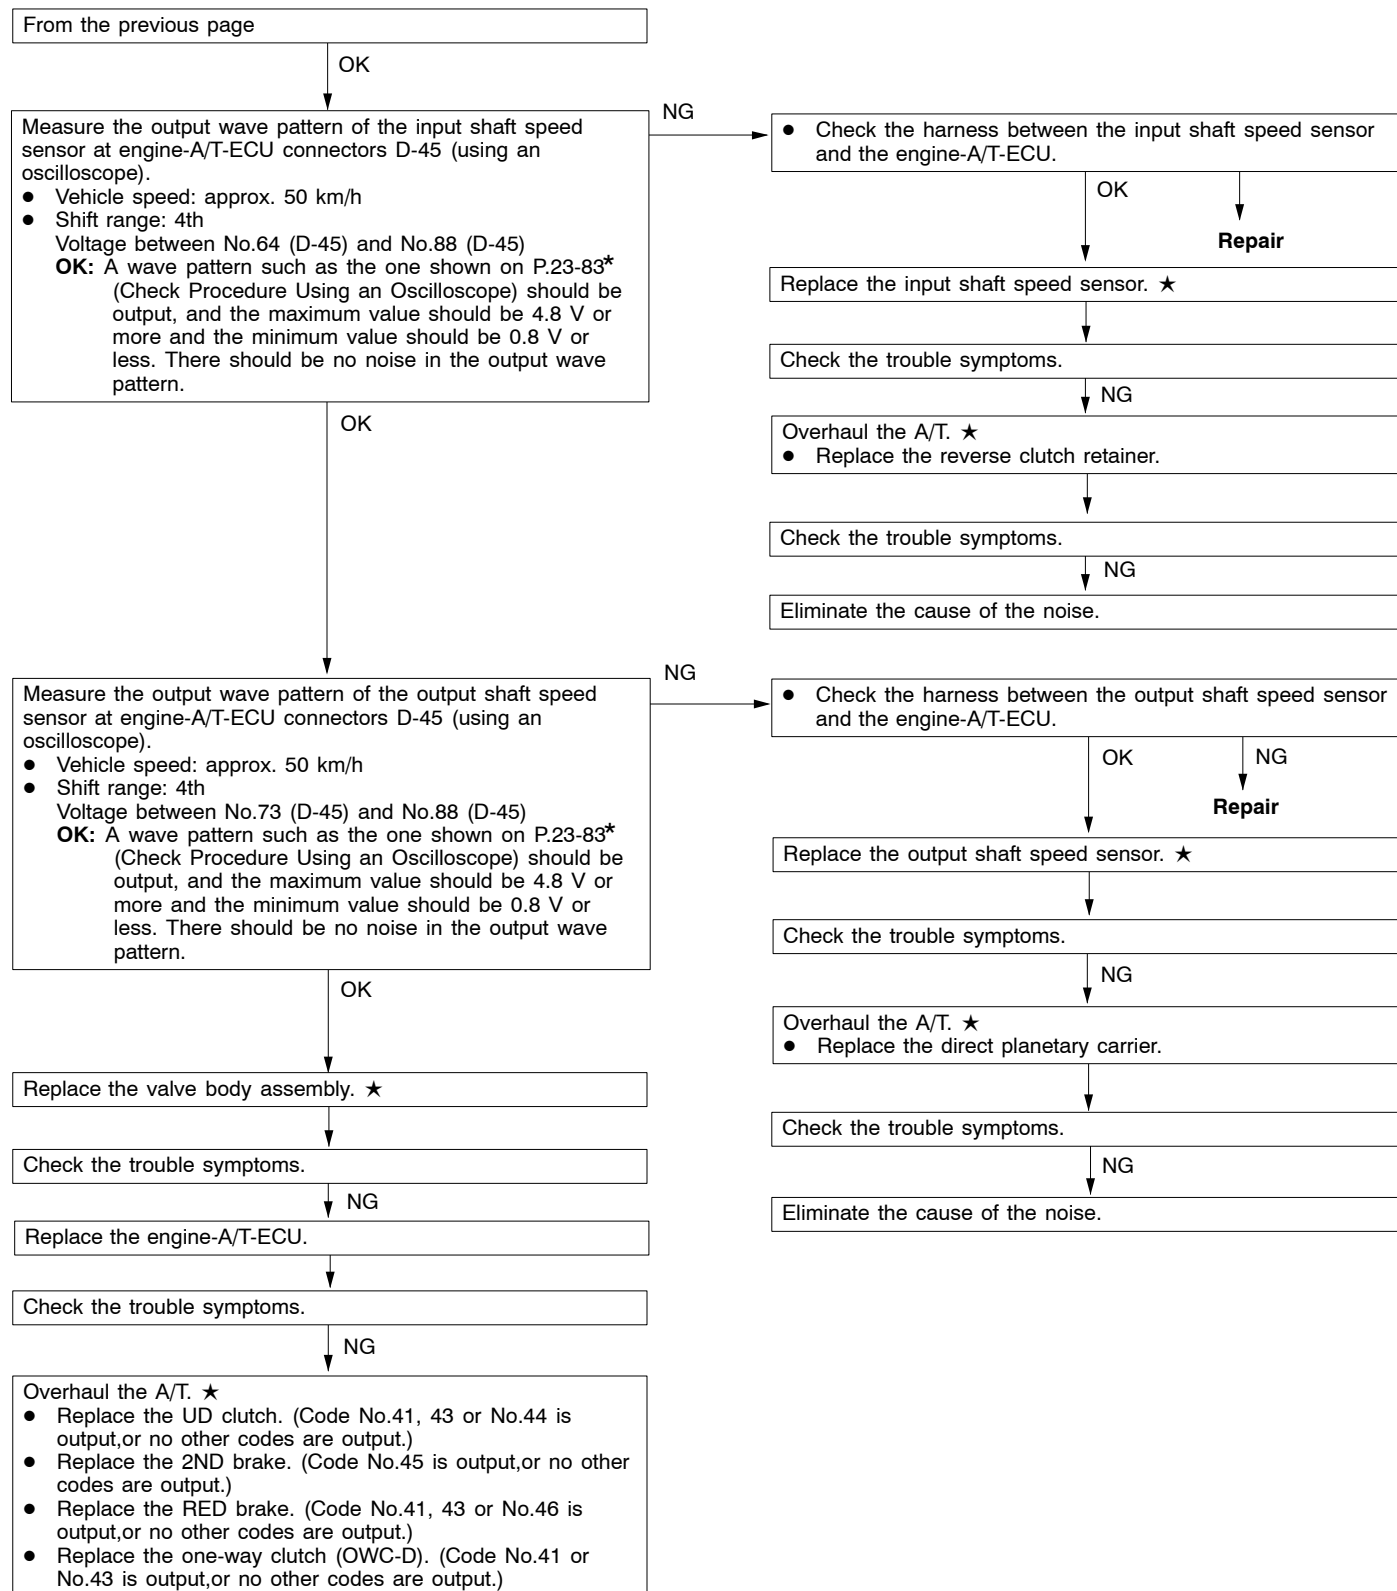 From the previous page
OK
Measure the output wave pattern of the input shaft speed
sensor at engine-A/T-ECU connectors D-45 (using an
oscilloscope).
● Vehicle speed: approx. 50 km/h
● Shift range: 4th
Voltage between No.64 (D-45) and No.88 (D-45)
OK: A wave pattern such as the one shown on P.23-83*
(Check Procedure Using an Oscilloscope) should be
output, and the maximum value should be 4.8 V or
more and the minimum value should be 0.8 V or
less. There should be no noise in the output wave
pattern.
NG
● Check the harness between the input shaft speed sensor
and the engine-A/T-ECU.
OK
Repair
Replace the input shaft speed sensor. ★
Check the trouble symptoms.
NG
Overhaul the A/T. ★
● Replace the reverse clutch retainer.
Check the trouble symptoms.
NG
Eliminate the cause of the noise.
OK
Measure the output wave pattern of the output shaft speed
sensor at engine-A/T-ECU connectors D-45 (using an
oscilloscope).
● Vehicle speed: approx. 50 km/h
● Shift range: 4th
Voltage between No.73 (D-45) and No.88 (D-45)
OK: A wave pattern such as the one shown on P.23-83*
(Check Procedure Using an Oscilloscope) should be
output, and the maximum value should be 4.8 V or
more and the minimum value should be 0.8 V or
less. There should be no noise in the output wave
pattern.
NG
● Check the harness between the output shaft speed sensor
and the engine-A/T-ECU.
OK
NG
Repair
Replace the output shaft speed sensor. ★
Check the trouble symptoms.
NG
Overhaul the A/T. ★
● Replace the direct planetary carrier.
Check the trouble symptoms.
NG
Eliminate the cause of the noise.
OK
Replace the valve body assembly. ★
Check the trouble symptoms.
NG
Replace the engine-A/T-ECU.
Check the trouble symptoms.
NG
Overhaul the A/T. ★
● Replace the UD clutch. (Code No.41, 43 or No.44 is
output,or no other codes are output.)
● Replace the 2ND brake. (Code No.45 is output,or no other
codes are output.)
● Replace the RED brake. (Code No.41, 43 or No.46 is
output,or no other codes are output.)
● Replace the one-way clutch (OWC-D). (Code No.41 or
No.43 is output,or no other codes are output.)